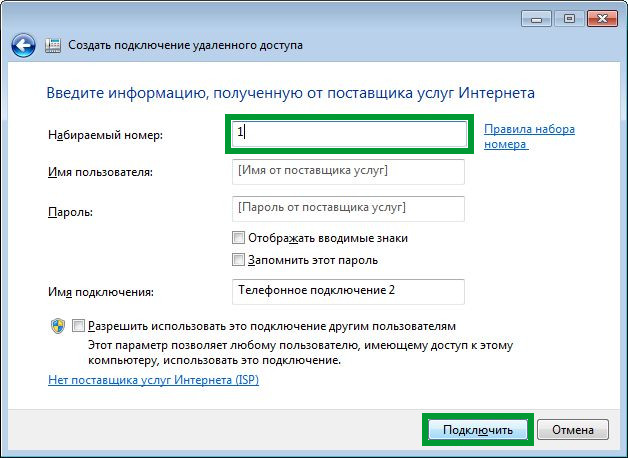 Создать подключение удаленного доступа
Введите информацию, полученную от поставщика услуг Интернета
Набираемый номер:
1
Правила набора
номера
Имя пользователя:
[Имя от поставщика услуг]
Пароль:
[Пароль от поставщика услуг]
Отображать вводимые знаки
Запомнить этот пароль
Имя подключения:
Телефонное подключение 2
Разрешить использовать это подключение другим пользователям
Этот параметр позволяет любому пользователю, имеющему доступ к этому
компьютеру, использовать это подключение.
Нет поставщика услуг Интернета (ISP)
Подключить
Отмена